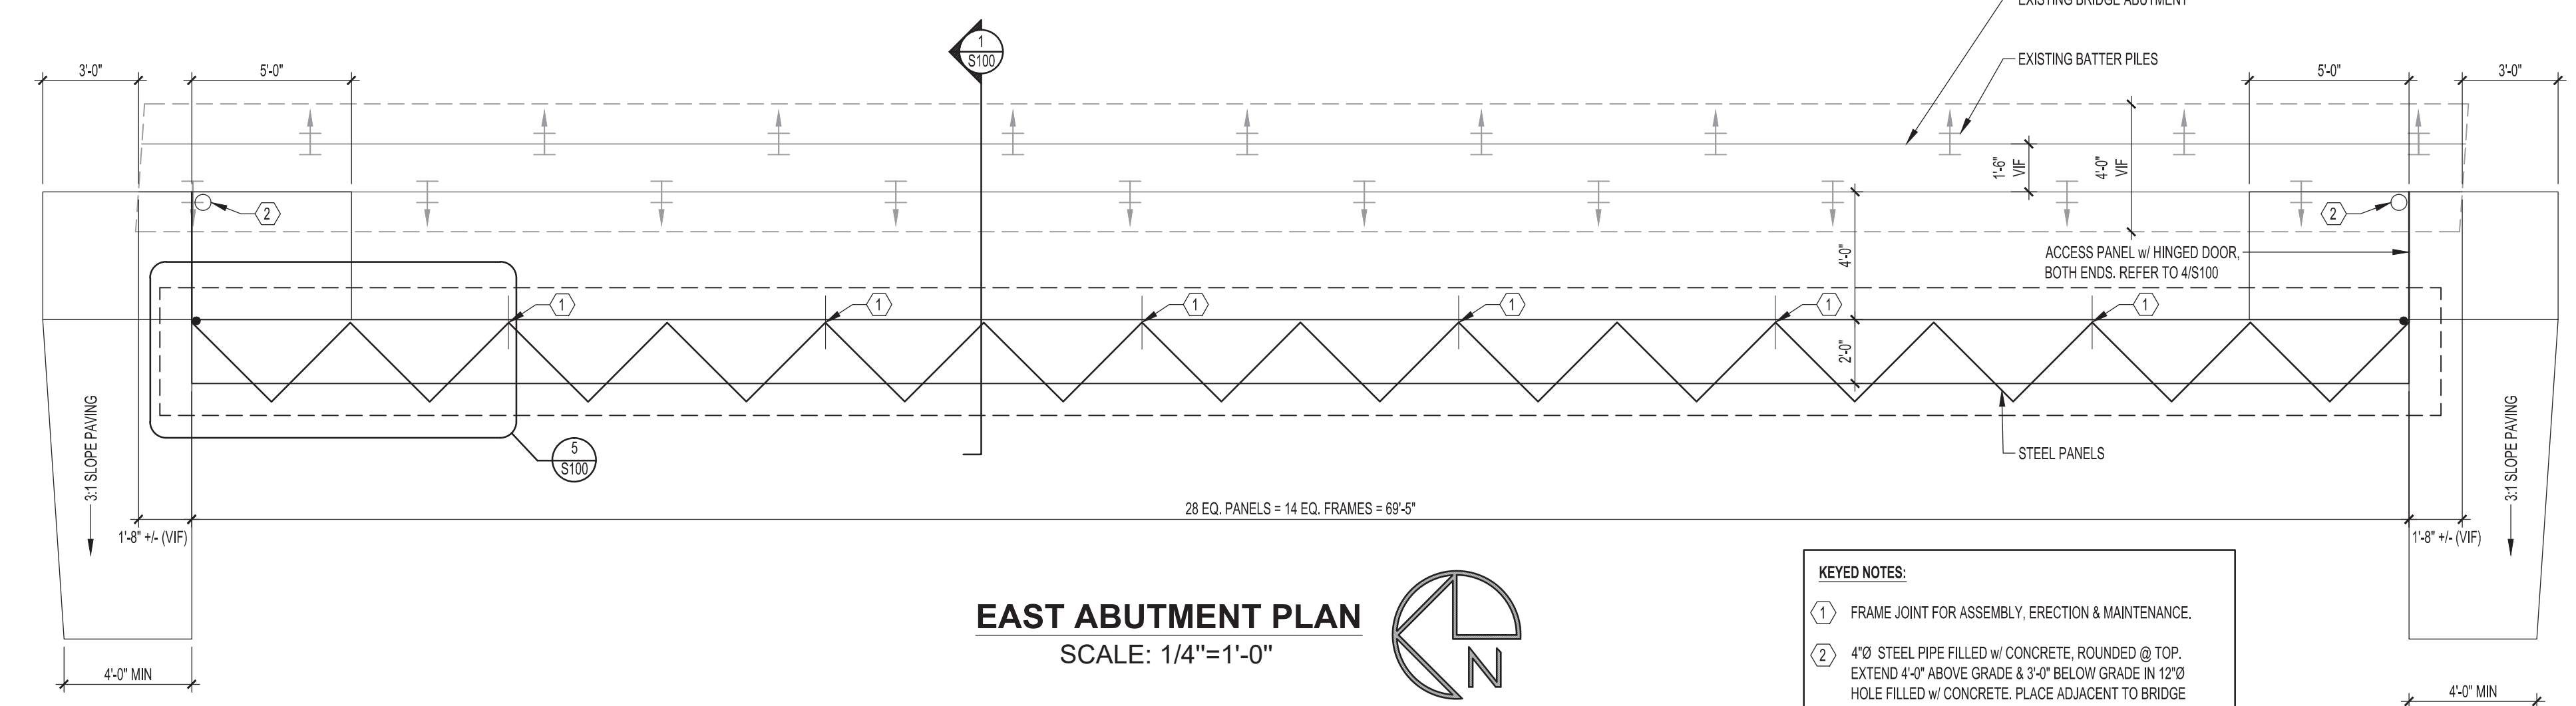 EXISTING BRIDGE ABUTMENT
1
S100
EXISTING BATTER PILES
3'-0"
5'-0"
5'-0"
3'-0"
1'-6"
VIF
4'-0"
VIF
2
2
4'-0"
ACCESS PANEL w/ HINGED DOOR,
BOTH ENDS. REFER TO 4/S100
1
1
1
1
1
1
2'-0"
3:1 SLOPE PAVING
3:1 SLOPE PAVING
5
S100
STEEL PANELS
28 EQ. PANELS = 14 EQ. FRAMES = 69'-5"
1'-8" +/- (VIF)
1'-8" +/- (VIF)
EAST ABUTMENT PLAN
SCALE: 1/4"=1'-0"
N
KEYED NOTES:
1 FRAME JOINT FOR ASSEMBLY, ERECTION & MAINTENANCE.
2 4"Ø STEEL PIPE FILLED w/ CONCRETE, ROUNDED @ TOP.
EXTEND 4'-0" ABOVE GRADE & 3'-0" BELOW GRADE IN 12"Ø
HOLE FILLED w/ CONCRETE. PLACE ADJACENT TO BRIDGE
4'-0" MIN
4'-0" MIN